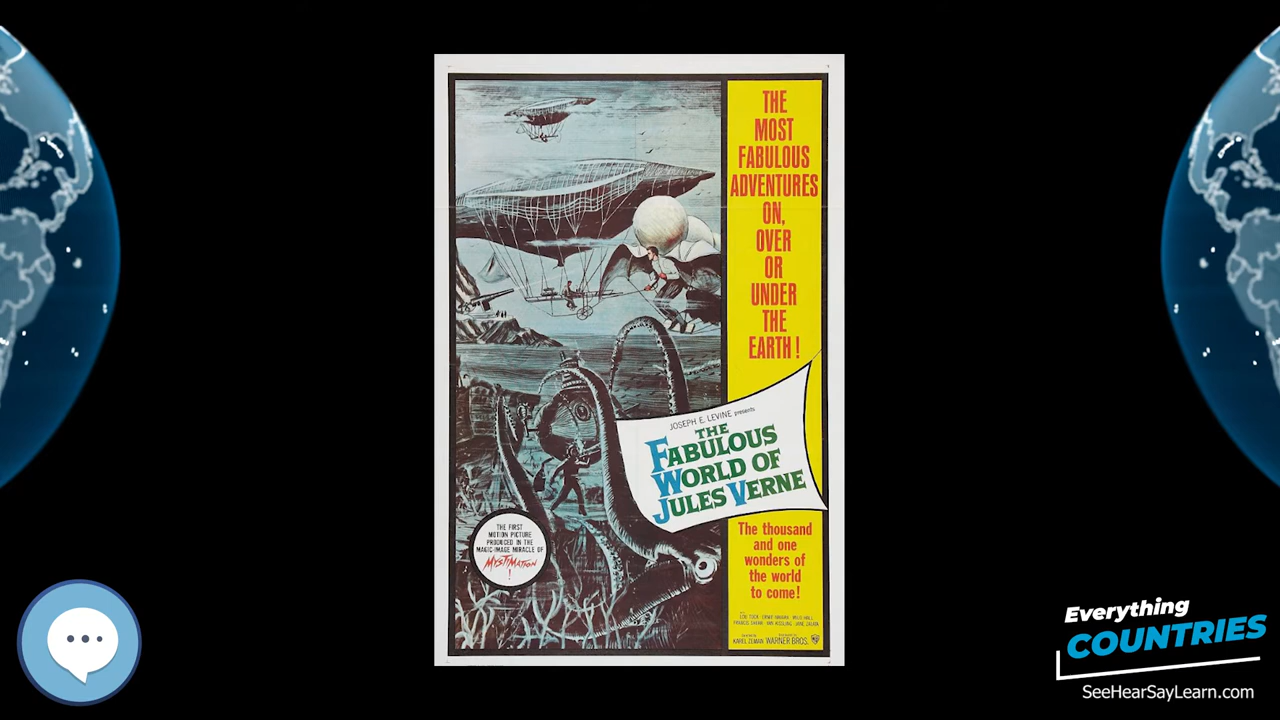 THE
MOST
FABULOUS
ADVENTURES
ON,
OVER
OR
UNDER
THE
EARTH!
JOSEPH E. LEVINE presents
THE
FABULOUS
WORLD OF
JULES VERNE
The thousand
and one
wonders of
the world
to come!
THE FIRST
MOTION PICTURE
PRODUCED IN THE
MAGIC-IMAGE MIRACLE OF
MYSTIMATION
!
KAREL ZEMAN WARNER BROS.
Everything
COUNTRIES
SeeHearSayLearn.com